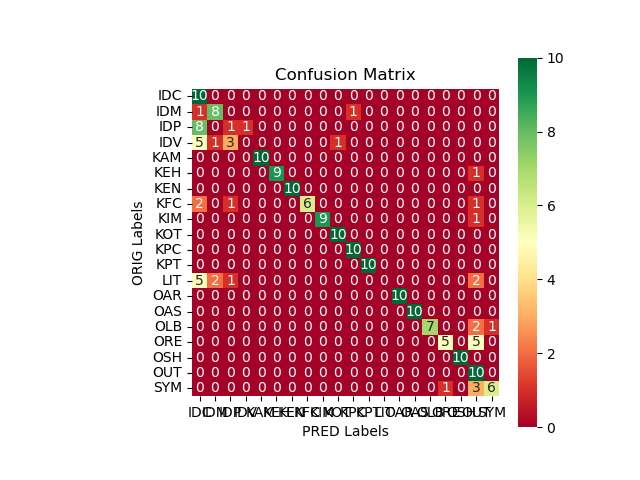 Confusion Matrix
ORIG Labels
IDC 10 0 0 0 0 0 0 0 0 0 0 0 0 0 0 0 0 0 0 0
IDM 1 8 0 0 0 0 0 0 0 0 1 0 0 0 0 0 0 0 0 0
IDP 8 0 1 1 0 0 0 0 0 0 0 0 0 0 0 0 0 0 0 0
IDV 5 1 3 0 0 0 0 0 0 1 0 0 0 0 0 0 0 0 0 0
KAM 0 0 0 0 10 0 0 0 0 0 0 0 0 0 0 0 0 0 0 0
KEH 0 0 0 0 0 9 0 0 0 0 0 0 0 0 0 0 0 0 1 0
KEN 0 0 0 0 0 0 10 0 0 0 0 0 0 0 0 0 0 0 0 0
KFC 2 0 1 0 0 0 0 6 0 0 0 0 0 0 0 0 0 0 1 0
KIM 0 0 0 0 0 0 0 0 9 0 0 0 0 0 0 0 0 0 1 0
KOT 0 0 0 0 0 0 0 0 0 10 0 0 0 0 0 0 0 0 0 0
KPC 0 0 0 0 0 0 0 0 0 0 10 0 0 0 0 0 0 0 0 0
KPT 0 0 0 0 0 0 0 0 0 0 0 10 0 0 0 0 0 0 0 0
LIT 5 2 1 0 0 0 0 0 0 0 0 0 0 0 0 0 0 0 2 0
OAR 0 0 0 0 0 0 0 0 0 0 0 0 0 10 0 0 0 0 0 0
OAS 0 0 0 0 0 0 0 0 0 0 0 0 0 0 10 0 0 0 0 0
OLB 0 0 0 0 0 0 0 0 0 0 0 0 0 0 0 7 0 0 2 1
ORE 0 0 0 0 0 0 0 0 0 0 0 0 0 0 0 0 5 0 5 0
OSH 0 0 0 0 0 0 0 0 0 0 0 0 0 0 0 0 0 10 0 0
OUT 0 0 0 0 0 0 0 0 0 0 0 0 0 0 0 0 0 0 10 0
SYM 0 0 0 0 0 0 0 0 0 0 0 0 0 0 0 0 1 0 3 6
IDC IDM IDP IDV KAM KEH KEN KFC KIM KOT KPC KPT LIT OAR OAS OLB ORE OSH OUT SYM
PRED Labels
10
8
6
4
2
0